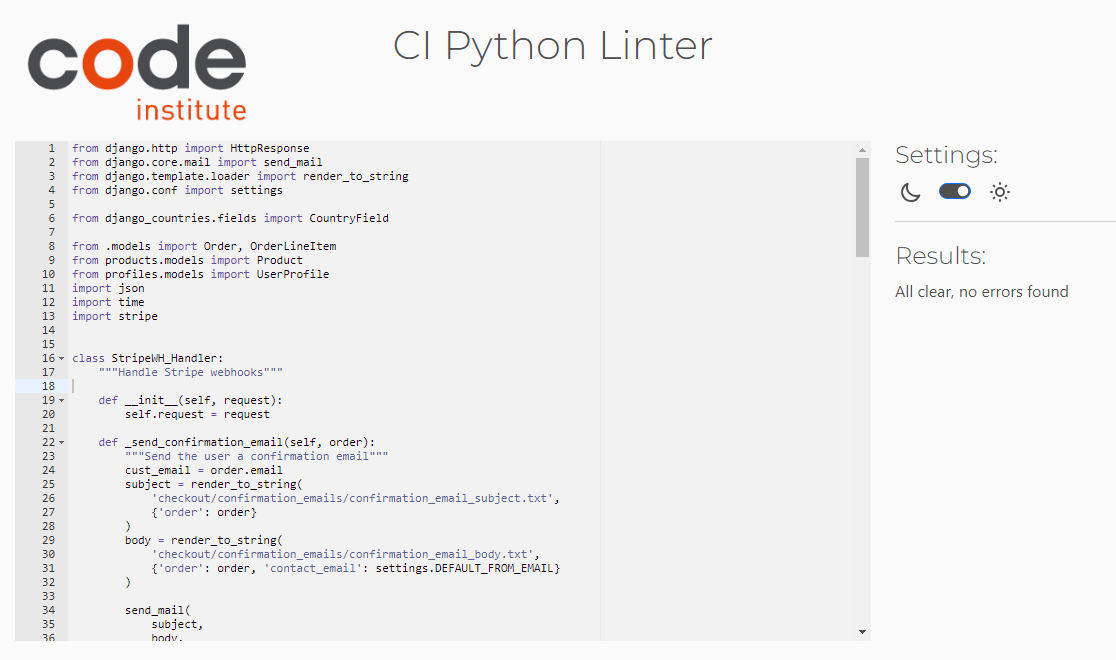 code
institute
CI Python Linter
1 from django.http import HttpResponse
2 from django.core.mail import send_mail
3 from django.template.loader import render_to_string
4 from django.conf import settings
5
6 from django_countries.fields import CountryField
7
8 from .models import Order, OrderLineItem
9 from products.models import Product
10 from profiles.models import UserProfile
11 import json
12 import time
13 import stripe
14
15
16 class StripeWH_Handler:
17     """Handle Stripe webhooks"""
18
19     def __init__(self, request):
20         self.request = request
21
22     def _send_confirmation_email(self, order):
23         """Send the user a confirmation email"""
24         cust_email = order.email
25         subject = render_to_string(
26             'checkout/confirmation_emails/confirmation_email_subject.txt',
27             {'order': order}
28         )
29         body = render_to_string(
30             'checkout/confirmation_emails/confirmation_email_body.txt',
31             {'order': order, 'contact_email': settings.DEFAULT_FROM_EMAIL}
32         )
33
34         send_mail(
35             subject,
36             body,
Settings:
Results:
All clear, no errors found